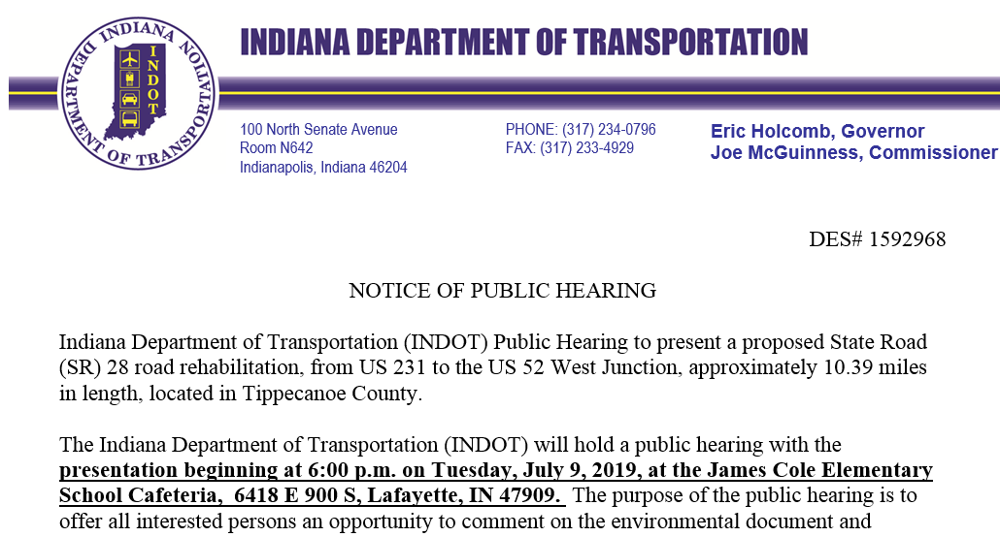 INDIANA DEPARTMENT OF TRANSPORTATION
INDIANA DEPARTMENT OF TRANSPORTATION
INDOT
100 North Senate Avenue
Room N642
Indianapolis, Indiana 46204
PHONE: (317) 234-0796
FAX: (317) 233-4929
Eric Holcomb, Governor
Joe McGuinness, Commissioner
DES# 1592968
NOTICE OF PUBLIC HEARING
Indiana Department of Transportation (INDOT) Public Hearing to present a proposed State Road
(SR) 28 road rehabilitation, from US 231 to the US 52 West Junction, approximately 10.39 miles
in length, located in Tippecanoe County.
The Indiana Department of Transportation (INDOT) will hold a public hearing with the
presentation beginning at 6:00 p.m. on Tuesday, July 9, 2019, at the James Cole Elementary
School Cafeteria,  6418 E 900 S, Lafayette, IN 47909.  The purpose of the public hearing is to
offer all interested persons an opportunity to comment on the environmental document and